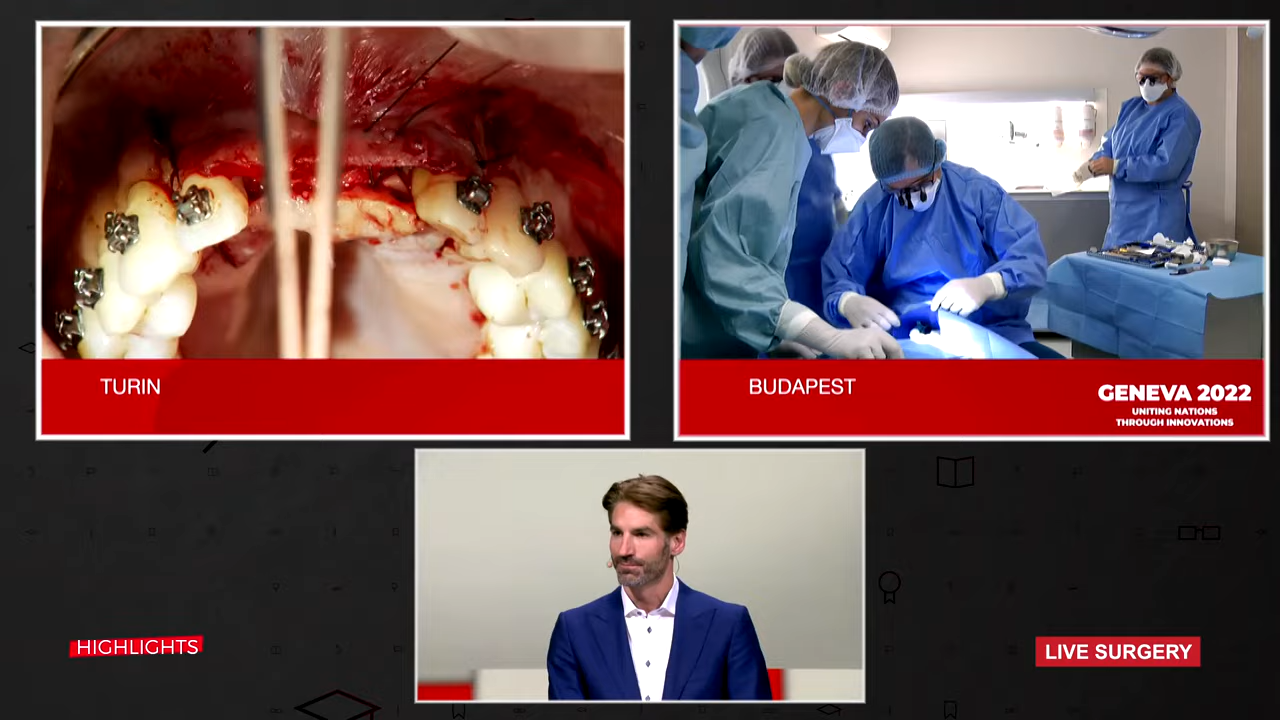 TURIN
BUDAPEST
GENEVA 2022
UNITING NATIONS
THROUGH INNOVATIONS
HIGHLIGHTS
LIVE SURGERY